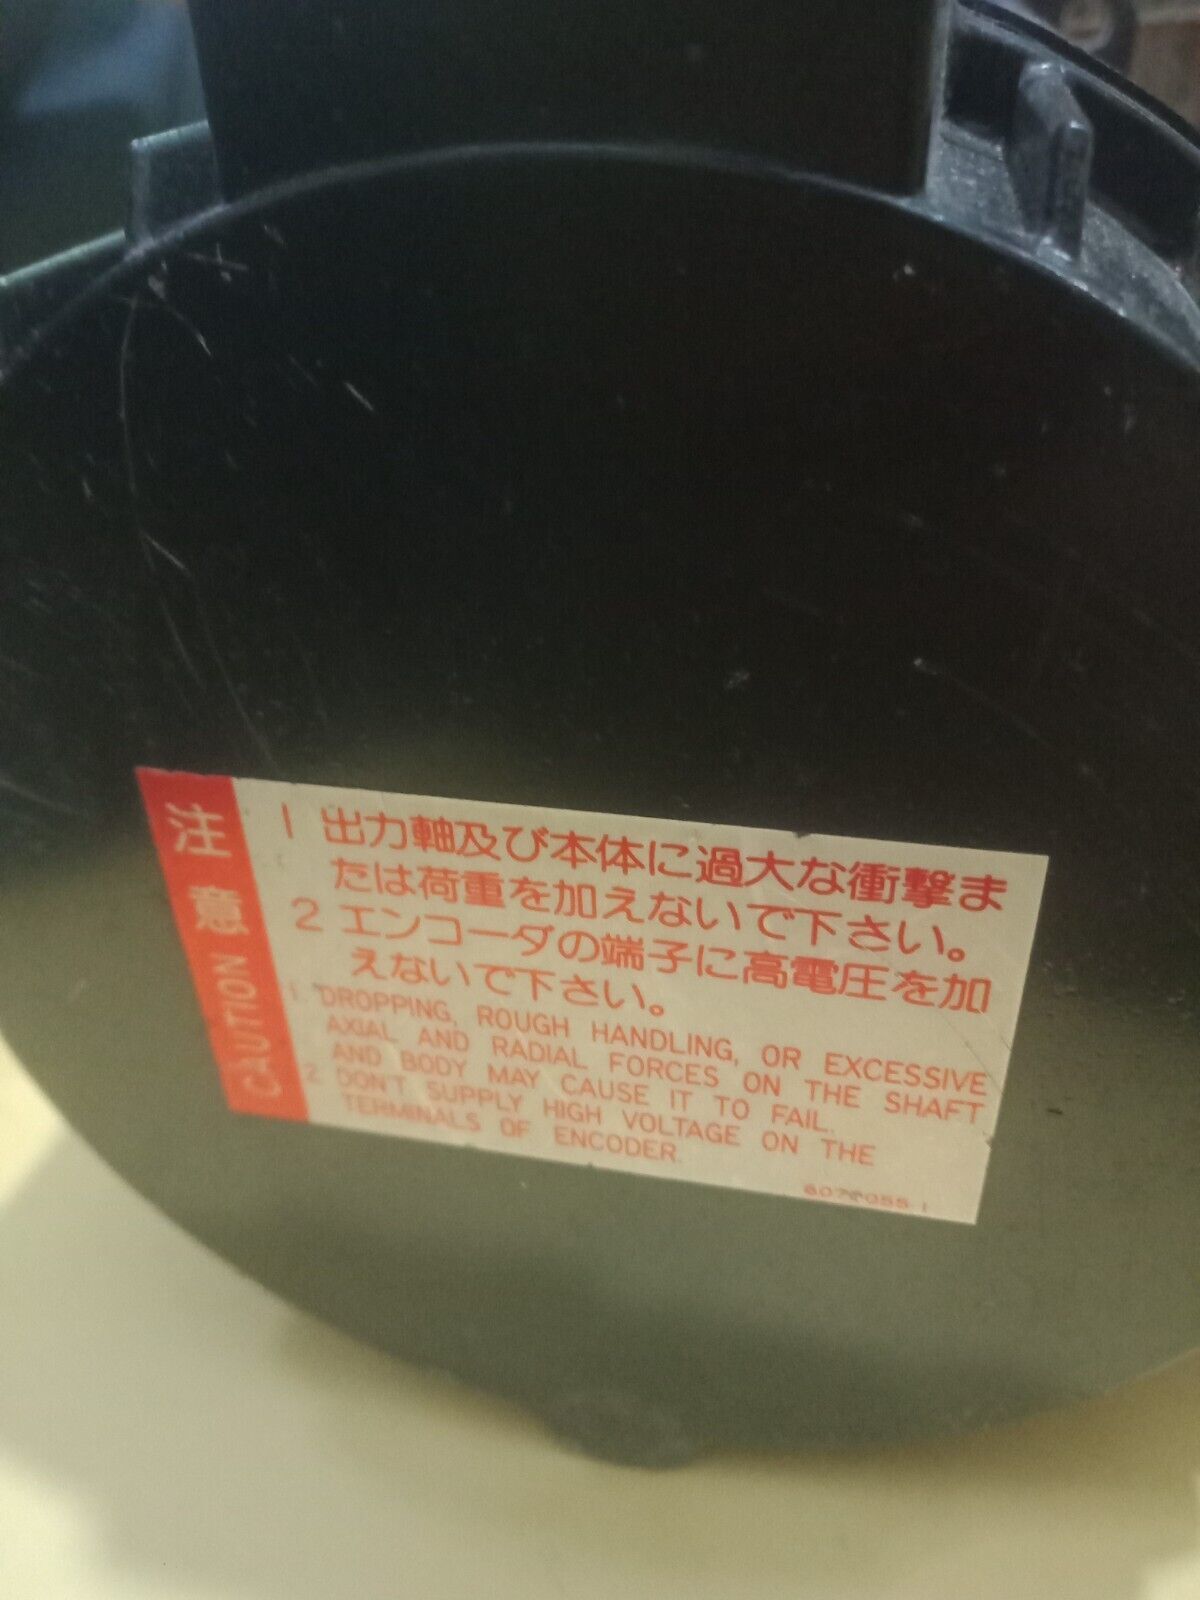 注意 CAUTION
1 出力軸及び本体に過大な衝撃ま
たは荷重を加えないで下さい。
2 エンコーダの端子に高電圧を加
えないで下さい。
1. DROPPING, ROUGH HANDLING, OR EXCESSIVE
AXIAL AND RADIAL FORCES ON THE SHAFT
AND BODY MAY CAUSE IT TO FAIL.
2. DON'T SUPPLY HIGH VOLTAGE ON THE
TERMINALS OF ENCODER.